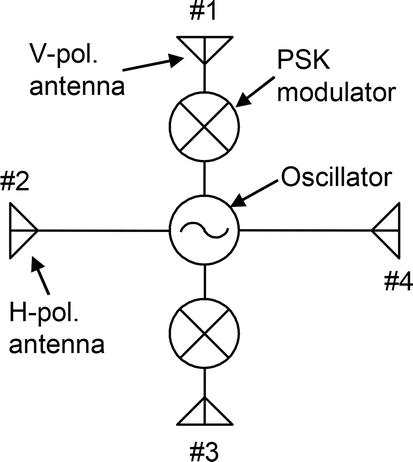 #1
V-pol.
antenna
PSK
modulator
#2
Oscillator
H-pol.
antenna
#4
#3